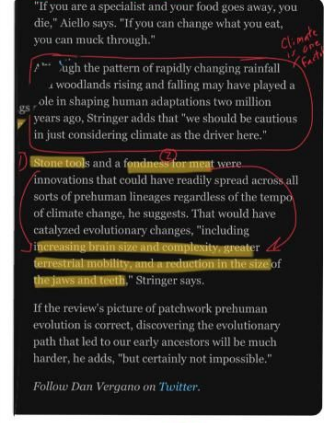 "If you are a specialist and your food goes away, you
die," Aiello says. "If you can change what you eat,
you can muck through."
Climate
is one
ugh the pattern of rapidly changing rainfall
woodlands rising and falling may have played a
ole in shaping human adaptations two million
gs
years ago, Stringer adds that "we should be cautious
in just considering climate as the driver here."
1)
2
Stone tools and a fondness for meat were
innovations that could have readily spread across all
sorts of prehuman lineages regardless of the tempo
of climate change, he suggests. That would have
catalyzed evolutionary changes, "including
increasing brain size and complexity, greater
terrestrial mobility, and a reduction in the size of
the jaws and teeth," Stringer says.
If the review's picture of patchwork prehuman
evolution is correct, discovering the evolutionary
path that led to our early ancestors will be much
harder, he adds, "but certainly not impossible."
Follow Dan Vergano on Twitter.